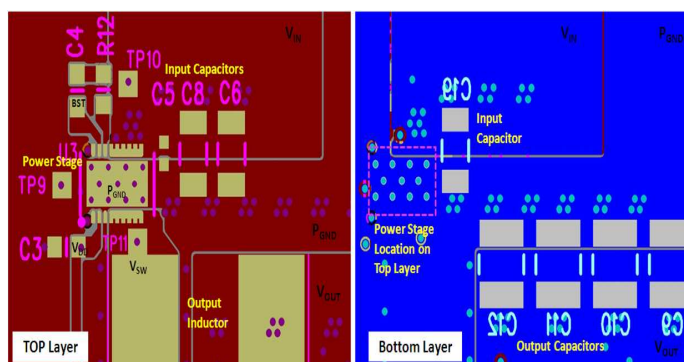 C4
R12
TP10
BST
Input Capacitors
C5 C8 C6
VIN
U3
Power Stage
TP9
PGND
C3
VDD
TP11
VSW
PGND
Output
Inductor
VOUT
TOP Layer
VIN
PGND
C19
Input
Capacitor
Power Stage
Location on
Top Layer
C12 C11 C10 C9
Output Capacitors
VOUT
Bottom Layer